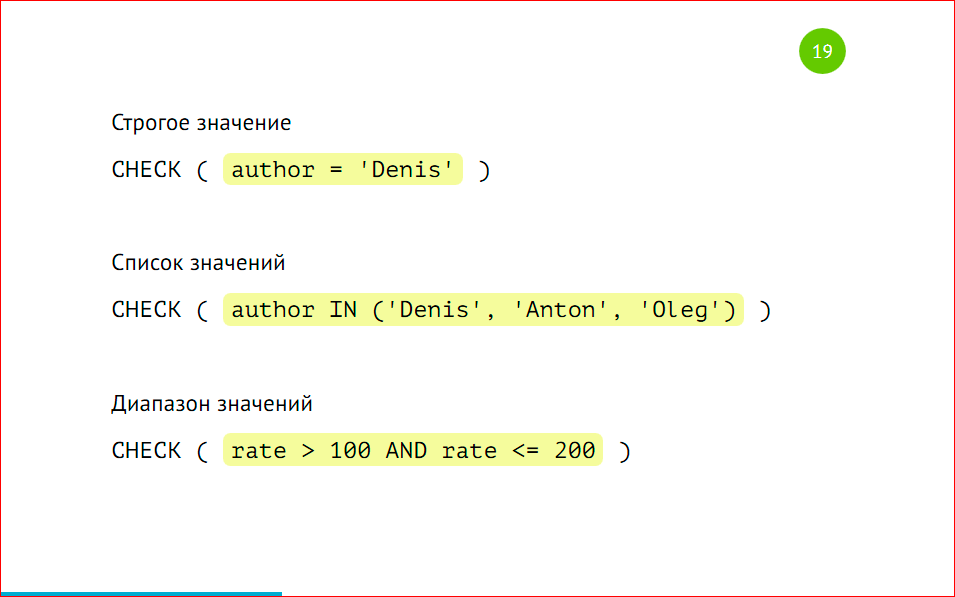 19
Строгое значение
CHECK ( author = 'Denis' )
Список значений
CHECK ( author IN ('Denis', 'Anton', 'Oleg') )
Диапазон значений
CHECK ( rate > 100 AND rate <= 200 )